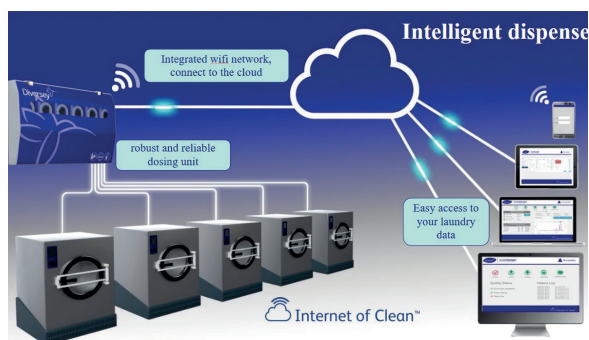 Intelligent dispense
Integrated wifi network,
connect to the cloud
Diversey
robust and reliable
dosing unit
Easy access to
your laundry
data
Internet of Clean™